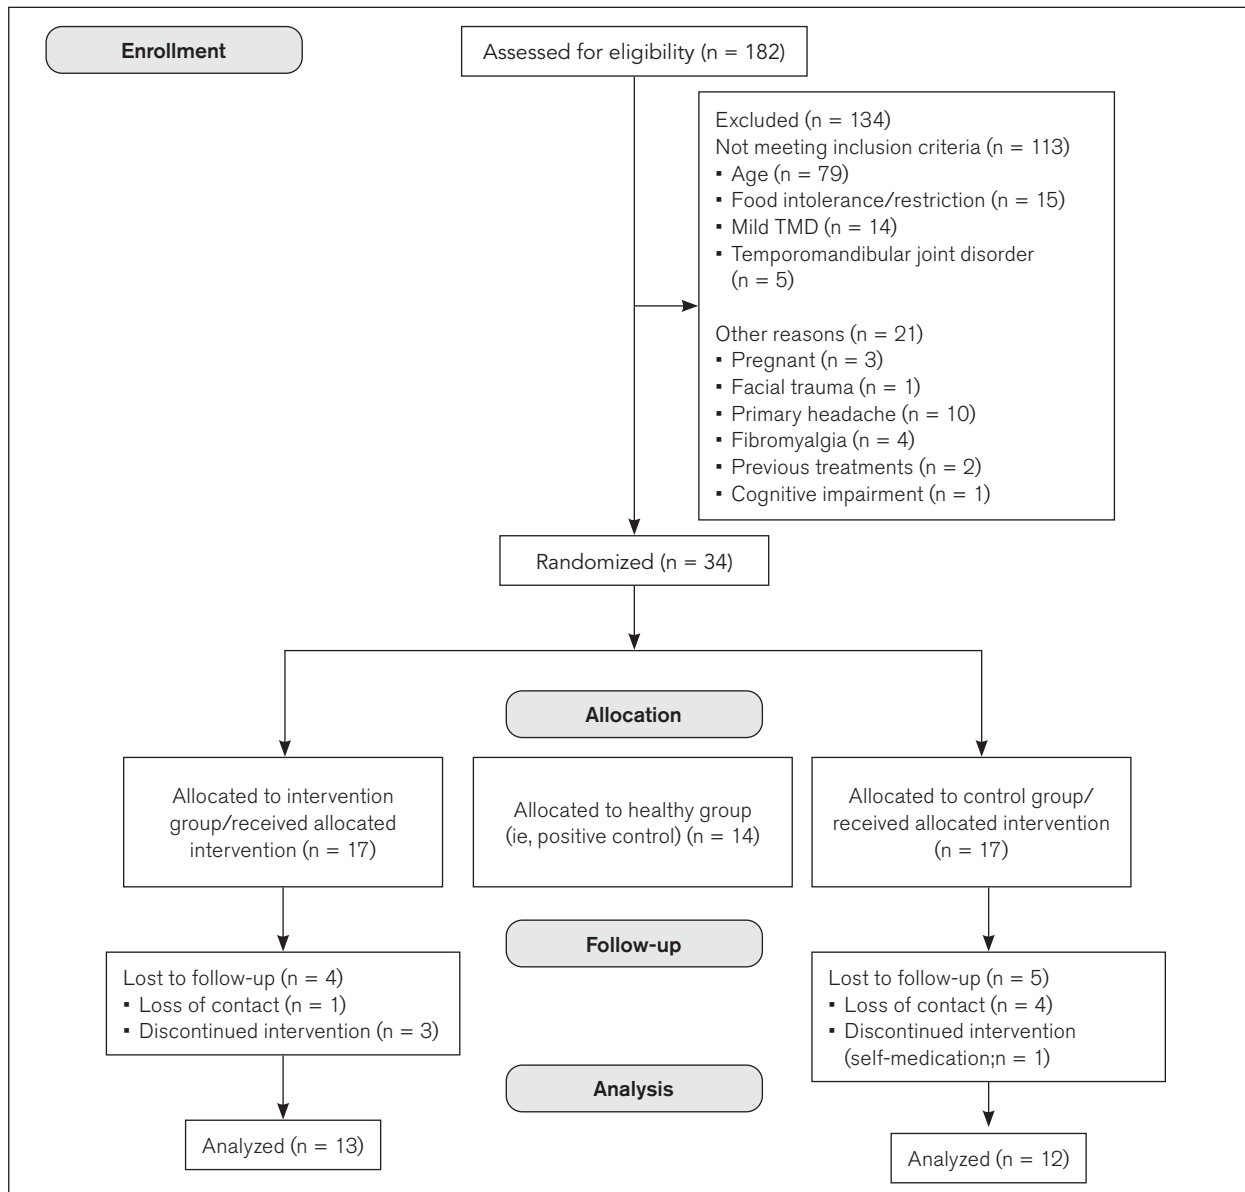 Enrollment
Assessed for eligibility (n = 182)
Excluded (n = 134)
Not meeting inclusion criteria (n = 113)
▪ Age (n = 79)
▪ Food intolerance/restriction (n = 15)
▪ Mild TMD (n = 14)
▪ Temporomandibular joint disorder
(n = 5)
Other reasons (n = 21)
▪ Pregnant (n = 3)
▪ Facial trauma (n = 1)
▪ Primary headache (n = 10)
▪ Fibromyalgia (n = 4)
▪ Previous treatments (n = 2)
▪ Cognitive impairment (n = 1)
Randomized (n = 34)
Allocation
Allocated to intervention
group/received allocated
intervention (n = 17)
Allocated to healthy group
(ie, positive control) (n = 14)
Allocated to control group/
received allocated intervention
(n = 17)
Follow-up
Lost to follow-up (n = 4)
▪ Loss of contact (n = 1)
▪ Discontinued intervention (n = 3)
Lost to follow-up (n = 5)
▪ Loss of contact (n = 4)
▪ Discontinued intervention
(self-medication;n = 1)
Analysis
Analyzed (n = 13)
Analyzed (n = 12)